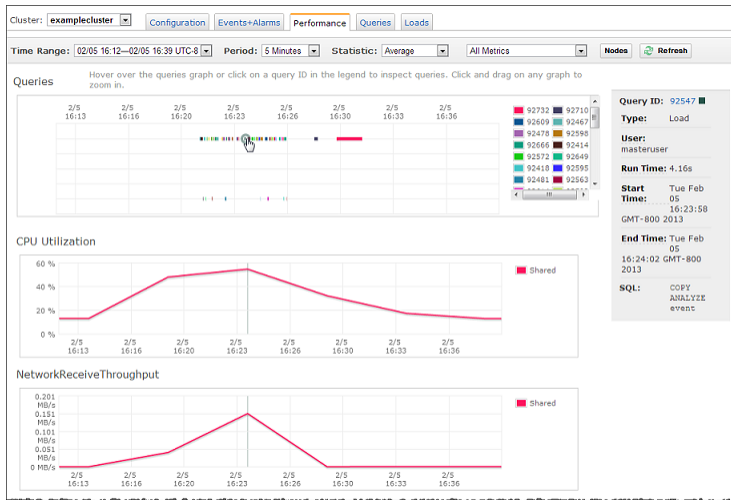 Cluster: examplecluster Configuration Events+Alarms Performance Queries Loads
Time Range: 02/05 16:12—02/05 16:39 UTC-8 Period: 5 Minutes Statistic: Average All Metrics Nodes Refresh
Queries
Hover over the queries graph or click on a query ID in the legend to inspect queries. Click and drag on any graph to
zoom in.
2/5 2/5 2/5 2/5 2/5 2/5 2/5 2/5
16:13 16:16 16:20 16:23 16:26 16:30 16:33 16:36
92732 92710
92609 92467
92478 92598
92666 92414
92572 92649
92418 92595
92481 92563
Query ID: 92547
Type: Load
User:
masteruser
Run Time: 4.16s
Start Tue Feb
Time: 05
16:23:58
GMT-800 2013
End Time: Tue Feb
05
16:24:02 GMT-800
2013
SQL: COPY
ANALYZE
event
CPU Utilization
60 %
40 %
20 %
0 %
2/5 2/5 2/5 2/5 2/5 2/5 2/5 2/5
16:13 16:16 16:20 16:23 16:26 16:30 16:33 16:36
Shared
NetworkReceiveThroughput
0.201
MB/s
0.151
MB/s
0.101
MB/s
0.051
MB/s
0 MB/s
2/5 2/5 2/5 2/5 2/5 2/5 2/5 2/5
16:13 16:16 16:20 16:23 16:26 16:30 16:33 16:36
Shared